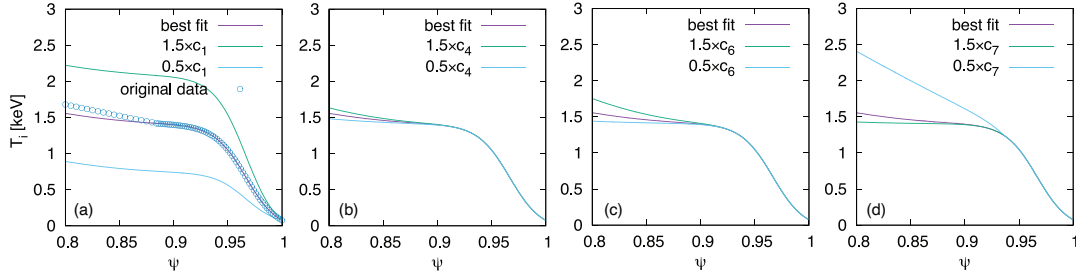 T_i [keV]
3
2.5
2
1.5
1
0.5
0
best fit
1.5×c_1
0.5×c_1
original data
(a)
0.8 0.85 0.9 0.95 1
ψ
3
2.5
2
1.5
1
0.5
0
best fit
1.5×c_4
0.5×c_4
(b)
0.8 0.85 0.9 0.95 1
ψ
3
2.5
2
1.5
1
0.5
0
best fit
1.5×c_6
0.5×c_6
(c)
0.8 0.85 0.9 0.95 1
ψ
3
2.5
2
1.5
1
0.5
0
best fit
1.5×c_7
0.5×c_7
(d)
0.8 0.85 0.9 0.95 1
ψ